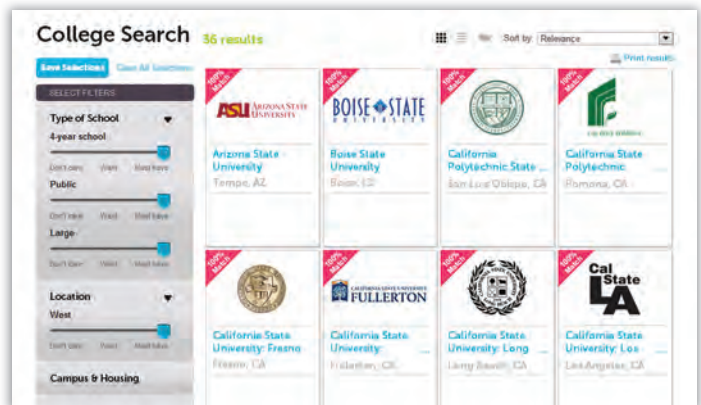 College Search 36 results
Sort by Relevance
Print results
Save Selections Clear All Selections
SELECT FILTERS
Type of School
4-year school
Don't care Want Must have
Public
Don't care Want Must have
Large
Don't care Want Must have
Location
West
Don't care Want Must have
Campus & Housing
100% Match
ASU ARIZONA STATE UNIVERSITY
Arizona State University
Tempe, AZ
100% Match
BOISE STATE UNIVERSITY
Boise State University
Boise, ID
100% Match
California Polytechnic State ...
San Luis Obispo, CA
100% Match
CAL POLY POMONA
California State Polytechnic ...
Pomona, CA
100% Match
California State University: Fresno
Fresno, CA
100% Match
CALIFORNIA STATE UNIVERSITY
FULLERTON
California State University: ...
Fullerton, CA
100% Match
California State University: Long ...
Long Beach, CA
100% Match
Cal State LA
California State University: Los ...
Los Angeles, CA